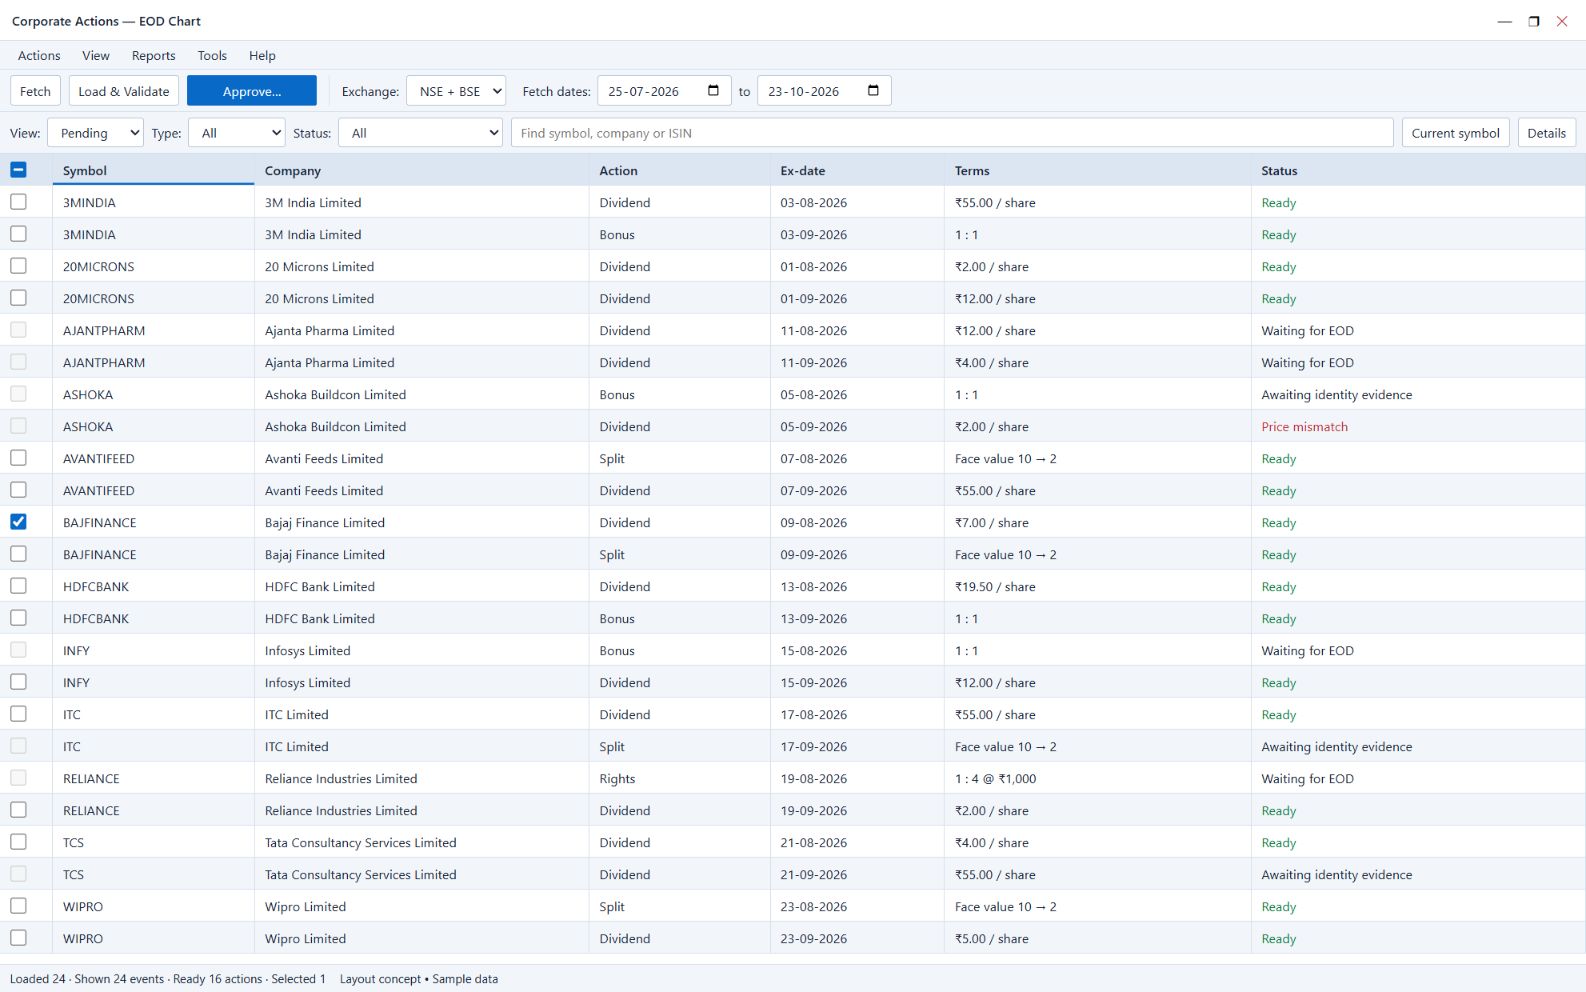 Corporate Actions — EOD Chart
Actions View Reports Tools Help
Fetch Load & Validate Approve... Exchange: NSE + BSE Fetch dates: 25-07-2026 to 23-10-2026
View: Pending Type: All Status: All Find symbol, company or ISIN Current symbol Details
Symbol Company Action Ex-date Terms Status
3MINDIA 3M India Limited Dividend 03-08-2026 ₹55.00 / share Ready
3MINDIA 3M India Limited Bonus 03-09-2026 1 : 1 Ready
20MICRONS 20 Microns Limited Dividend 01-08-2026 ₹2.00 / share Ready
20MICRONS 20 Microns Limited Dividend 01-09-2026 ₹12.00 / share Ready
AJANTPHARM Ajanta Pharma Limited Dividend 11-08-2026 ₹12.00 / share Waiting for EOD
AJANTPHARM Ajanta Pharma Limited Dividend 11-09-2026 ₹4.00 / share Waiting for EOD
ASHOKA Ashoka Buildcon Limited Bonus 05-08-2026 1 : 1 Awaiting identity evidence
ASHOKA Ashoka Buildcon Limited Dividend 05-09-2026 ₹2.00 / share Price mismatch
AVANTIFEED Avanti Feeds Limited Split 07-08-2026 Face value 10 → 2 Ready
AVANTIFEED Avanti Feeds Limited Dividend 07-09-2026 ₹55.00 / share Ready
BAJFINANCE Bajaj Finance Limited Dividend 09-08-2026 ₹7.00 / share Ready
BAJFINANCE Bajaj Finance Limited Split 09-09-2026 Face value 10 → 2 Ready
HDFCBANK HDFC Bank Limited Dividend 13-08-2026 ₹19.50 / share Ready
HDFCBANK HDFC Bank Limited Bonus 13-09-2026 1 : 1 Ready
INFY Infosys Limited Bonus 15-08-2026 1 : 1 Waiting for EOD
INFY Infosys Limited Dividend 15-09-2026 ₹12.00 / share Ready
ITC ITC Limited Dividend 17-08-2026 ₹55.00 / share Ready
ITC ITC Limited Split 17-09-2026 Face value 10 → 2 Awaiting identity evidence
RELIANCE Reliance Industries Limited Rights 19-08-2026 1 : 4 @ ₹1,000 Waiting for EOD
RELIANCE Reliance Industries Limited Dividend 19-09-2026 ₹2.00 / share Ready
TCS Tata Consultancy Services Limited Dividend 21-08-2026 ₹4.00 / share Ready
TCS Tata Consultancy Services Limited Dividend 21-09-2026 ₹55.00 / share Awaiting identity evidence
WIPRO Wipro Limited Split 23-08-2026 Face value 10 → 2 Ready
WIPRO Wipro Limited Dividend 23-09-2026 ₹5.00 / share Ready
Loaded 24 · Shown 24 events · Ready 16 actions · Selected 1 Layout concept • Sample data